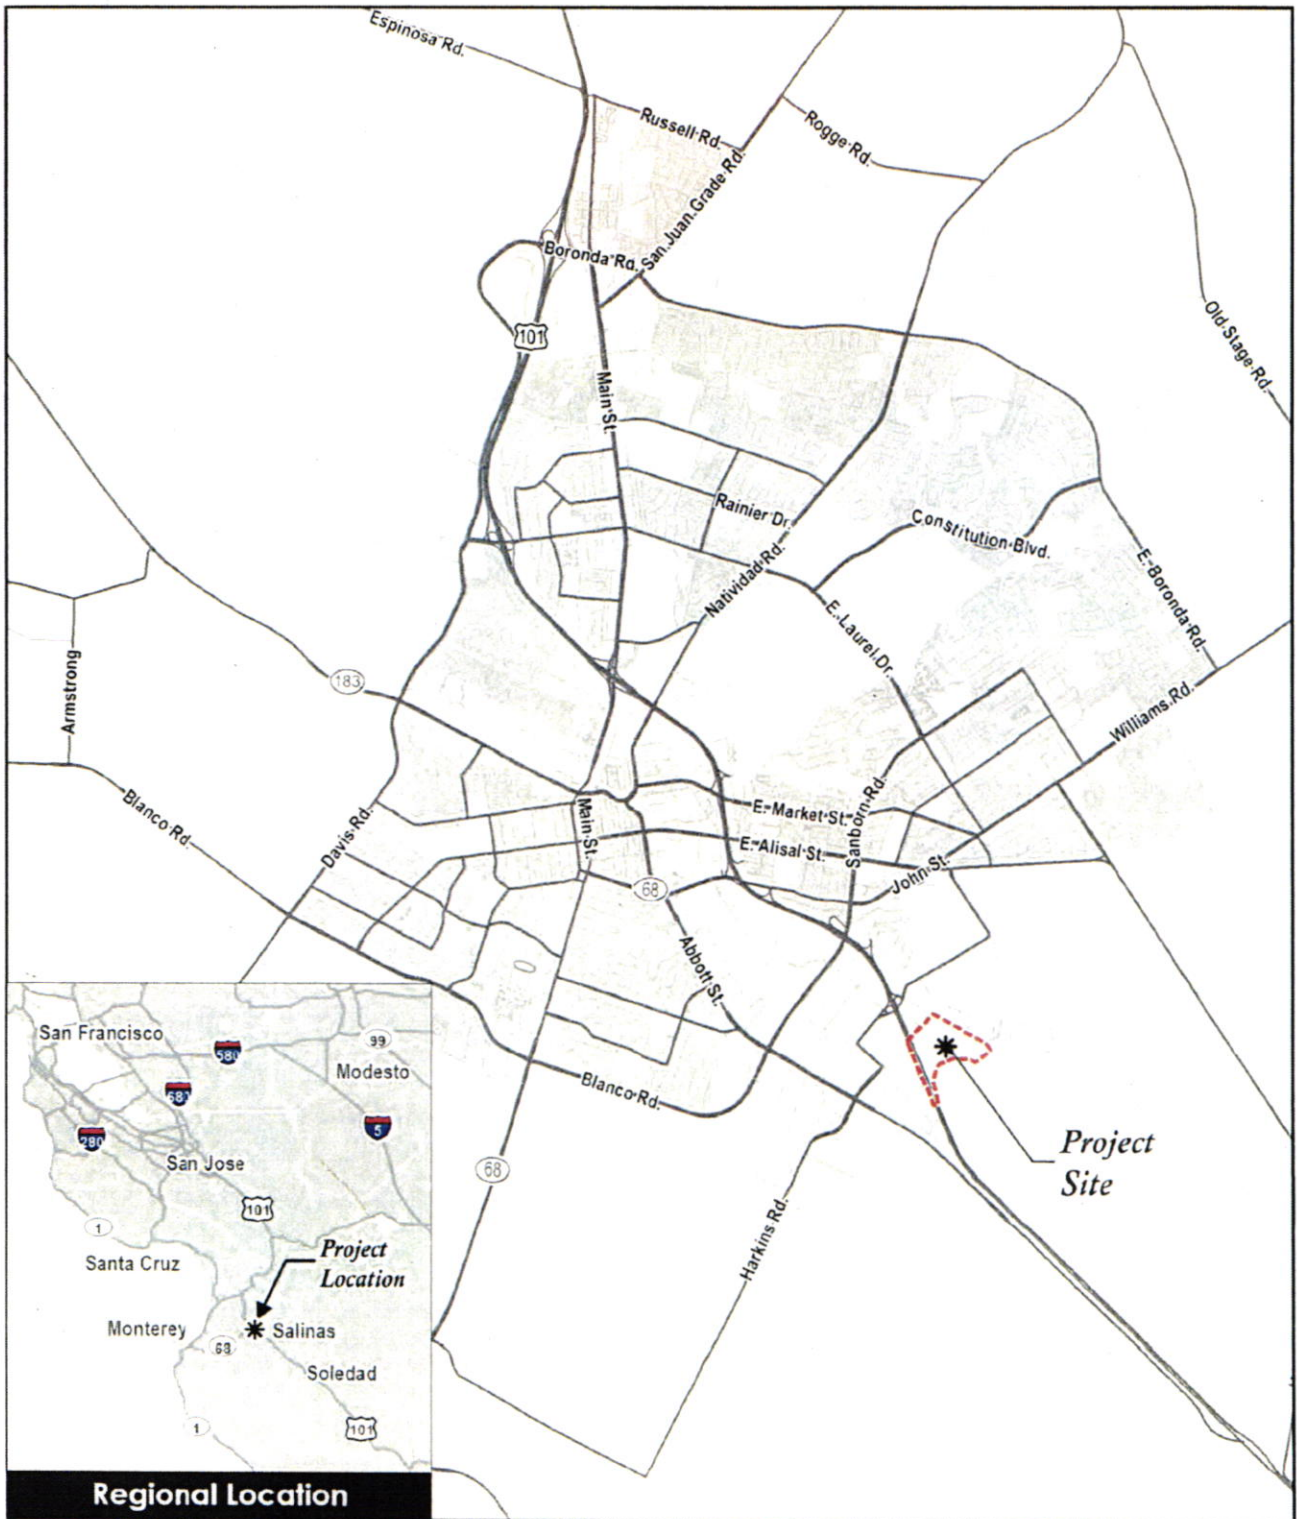 Espinosa Rd.
Russell Rd.
Rogge Rd.
San Juan Grade Rd.
Boronda Rd.
101
Old Stage Rd.
Main St.
Rainier Dr.
Constitution Blvd.
Natividad Rd.
E. Boronda Rd.
E. Laurel Dr.
183
Armstrong
Williams Rd.
Blanco Rd.
Davis Rd.
Main St.
E. Market St.
Sanborn Rd.
E. Alisal St.
John St.
68
Abbott St.
Blanco Rd.
68
Harkins Rd.
Project
Site
San Francisco
580
99
Modesto
680
280
5
San Jose
101
1
Santa Cruz
Project
Location
Monterey
Salinas
68
Soledad
1
101
Regional Location